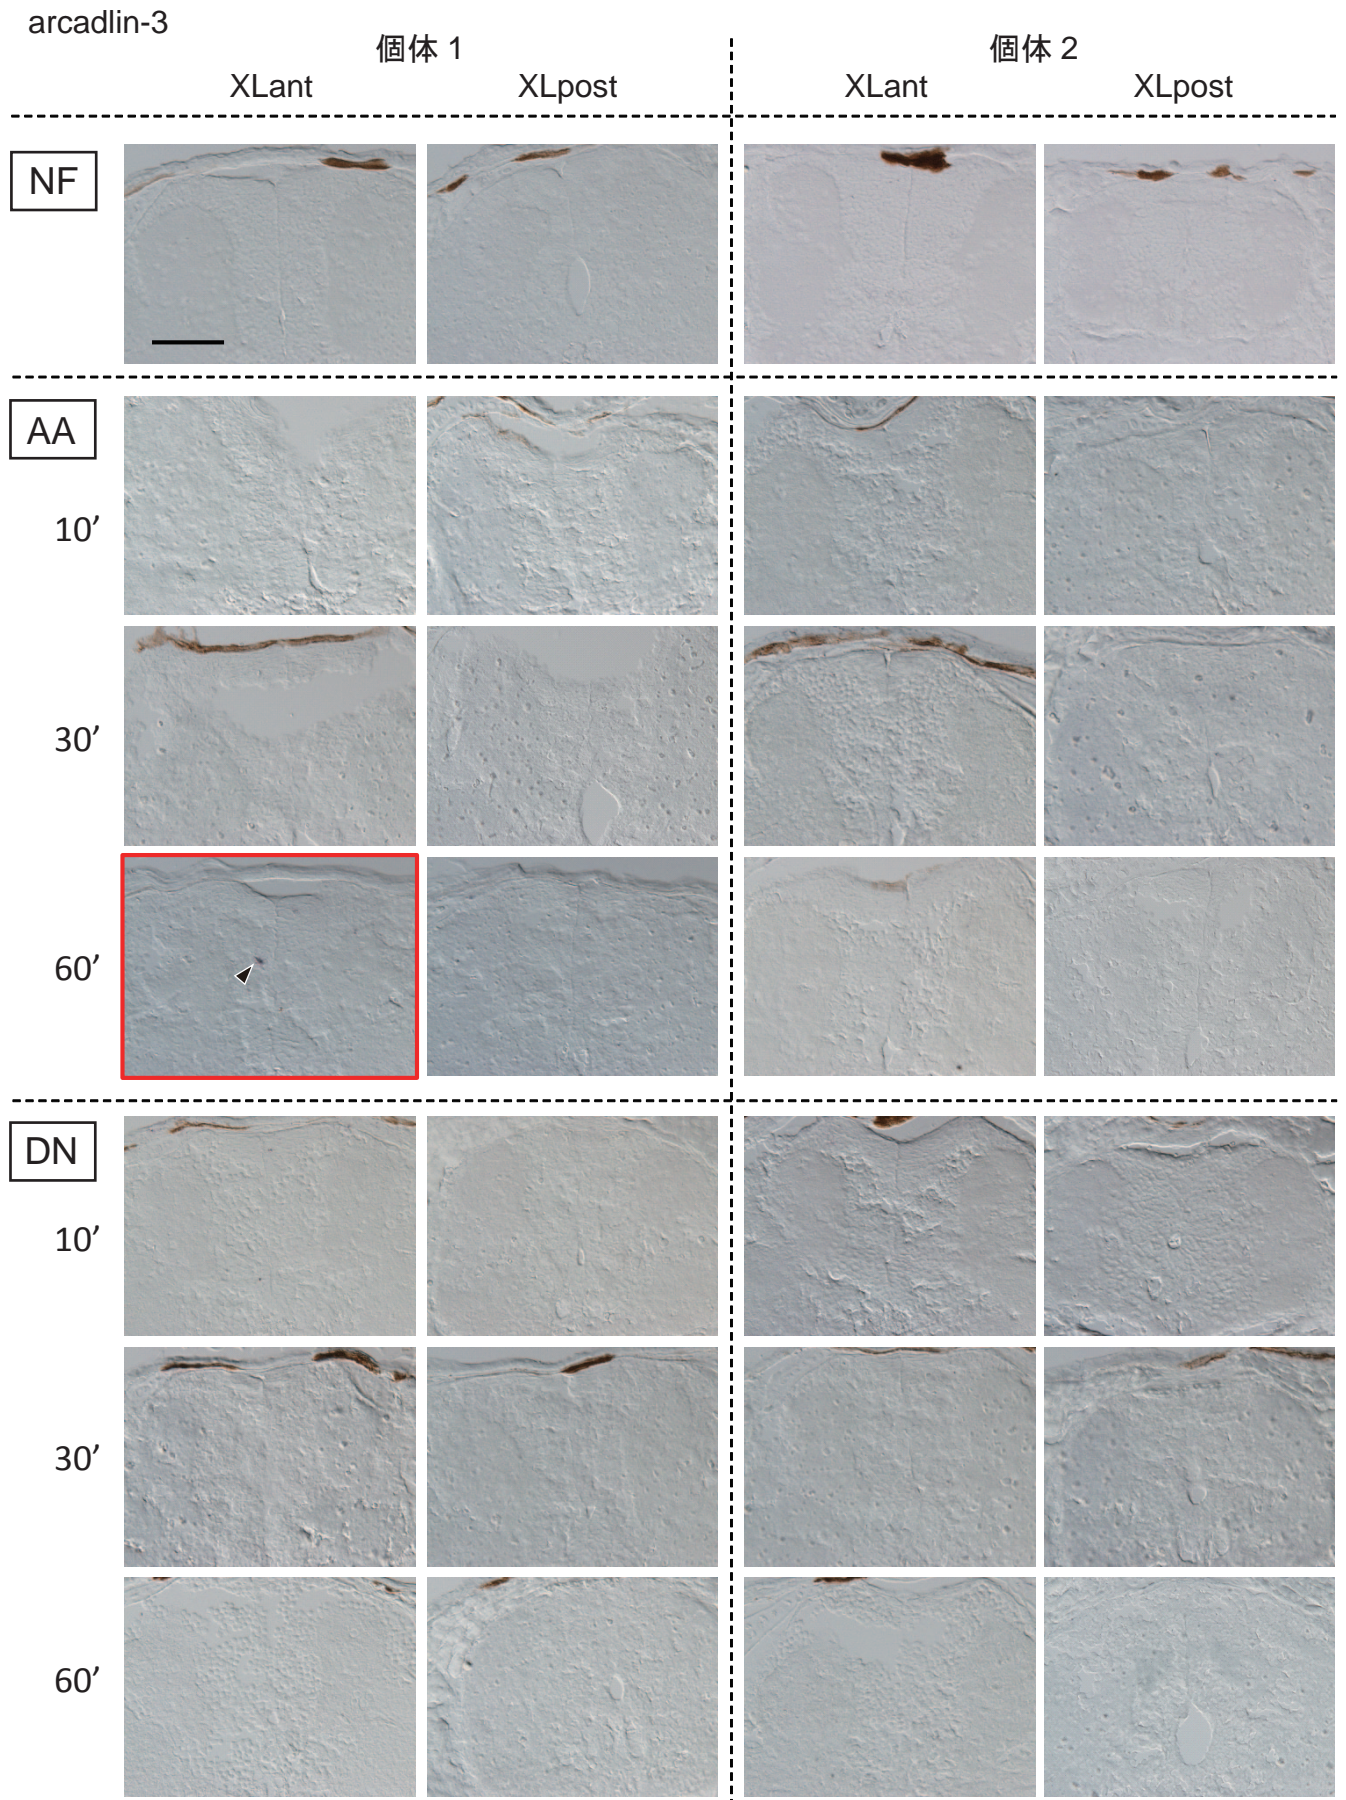 arcadlin-3
個体 1 個体 2
XLant XLpost XLant XLpost
NF
AA
10’
30’
60’
DN
10’
30’
60’